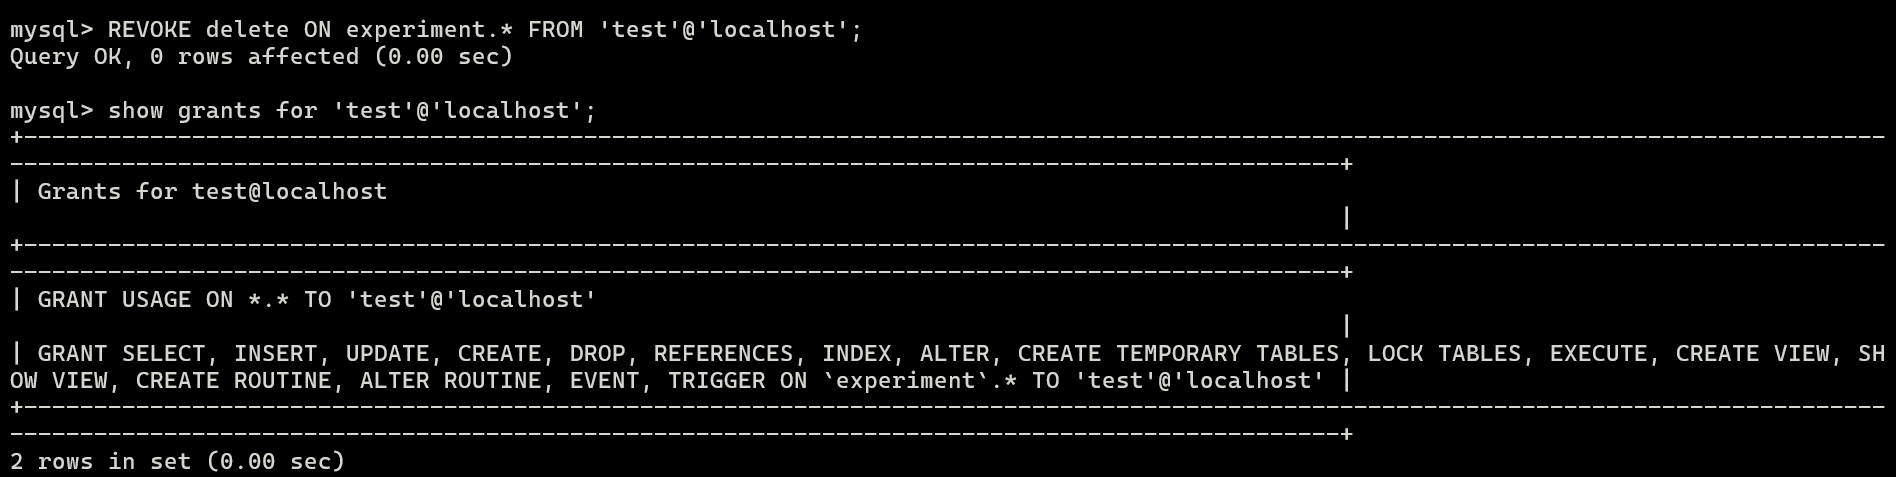 mysql> REVOKE delete ON experiment.* FROM 'test'@'localhost';
Query OK, 0 rows affected (0.00 sec)
mysql> show grants for 'test'@'localhost';
+-------------------------------------------------------------------------------------------------------------------------------------
-----------------------------------------------------------------------------------------------+
| Grants for test@localhost
|
+-------------------------------------------------------------------------------------------------------------------------------------
-----------------------------------------------------------------------------------------------+
| GRANT USAGE ON *.* TO 'test'@'localhost'
|
| GRANT SELECT, INSERT, UPDATE, CREATE, DROP, REFERENCES, INDEX, ALTER, CREATE TEMPORARY TABLES, LOCK TABLES, EXECUTE, CREATE VIEW, SH
OW VIEW, CREATE ROUTINE, ALTER ROUTINE, EVENT, TRIGGER ON `experiment`.* TO 'test'@'localhost' |
+-------------------------------------------------------------------------------------------------------------------------------------
-----------------------------------------------------------------------------------------------+
2 rows in set (0.00 sec)